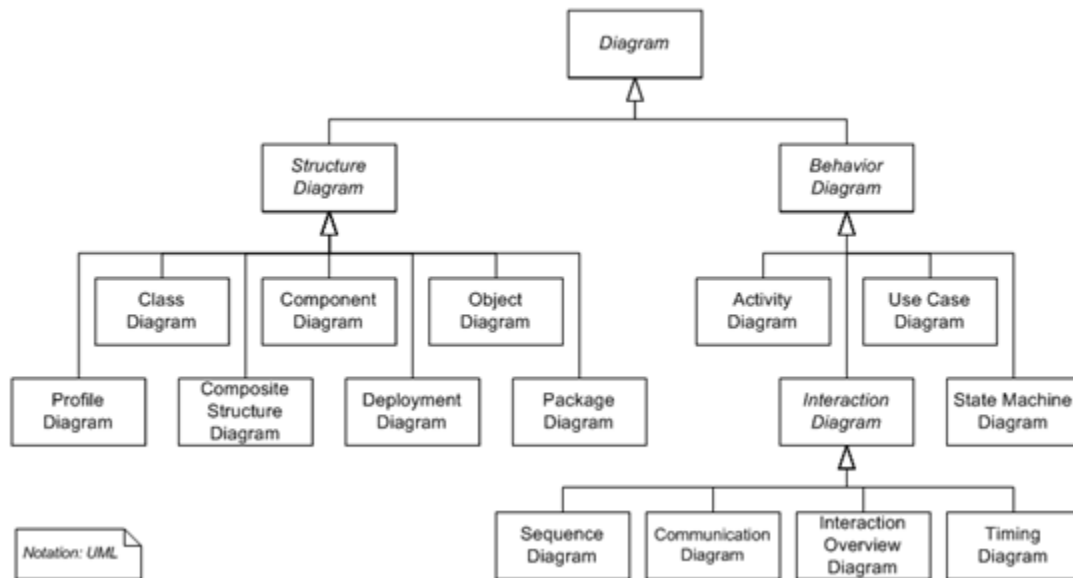 Diagram
Structure
Diagram
Behavior
Diagram
Class
Diagram
Component
Diagram
Object
Diagram
Activity
Diagram
Use Case
Diagram
Profile
Diagram
Composite
Structure
Diagram
Deployment
Diagram
Package
Diagram
Interaction
Diagram
State Machine
Diagram
Sequence
Diagram
Communication
Diagram
Interaction
Overview
Diagram
Timing
Diagram
Notation: UML